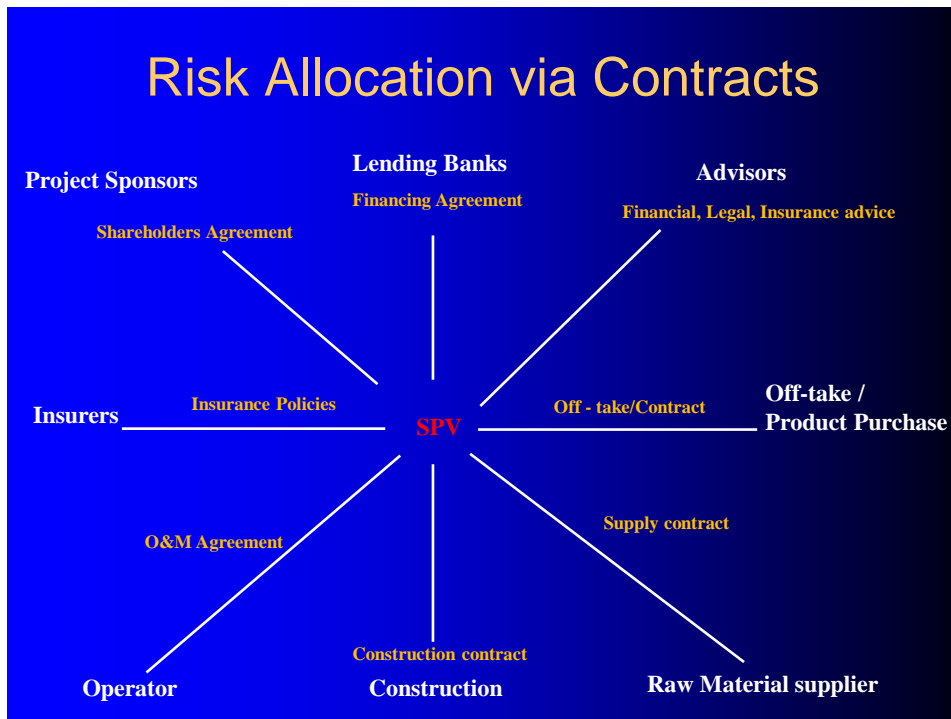 Risk Allocation via Contracts
Project Sponsors
Lending Banks
Advisors
Shareholders Agreement
Financing Agreement
Financial, Legal, Insurance advice
Insurers
Insurance Policies
SPV
Off - take/Contract
Off-take /
Product Purchase
O&M Agreement
Supply contract
Construction contract
Operator
Construction
Raw Material supplier